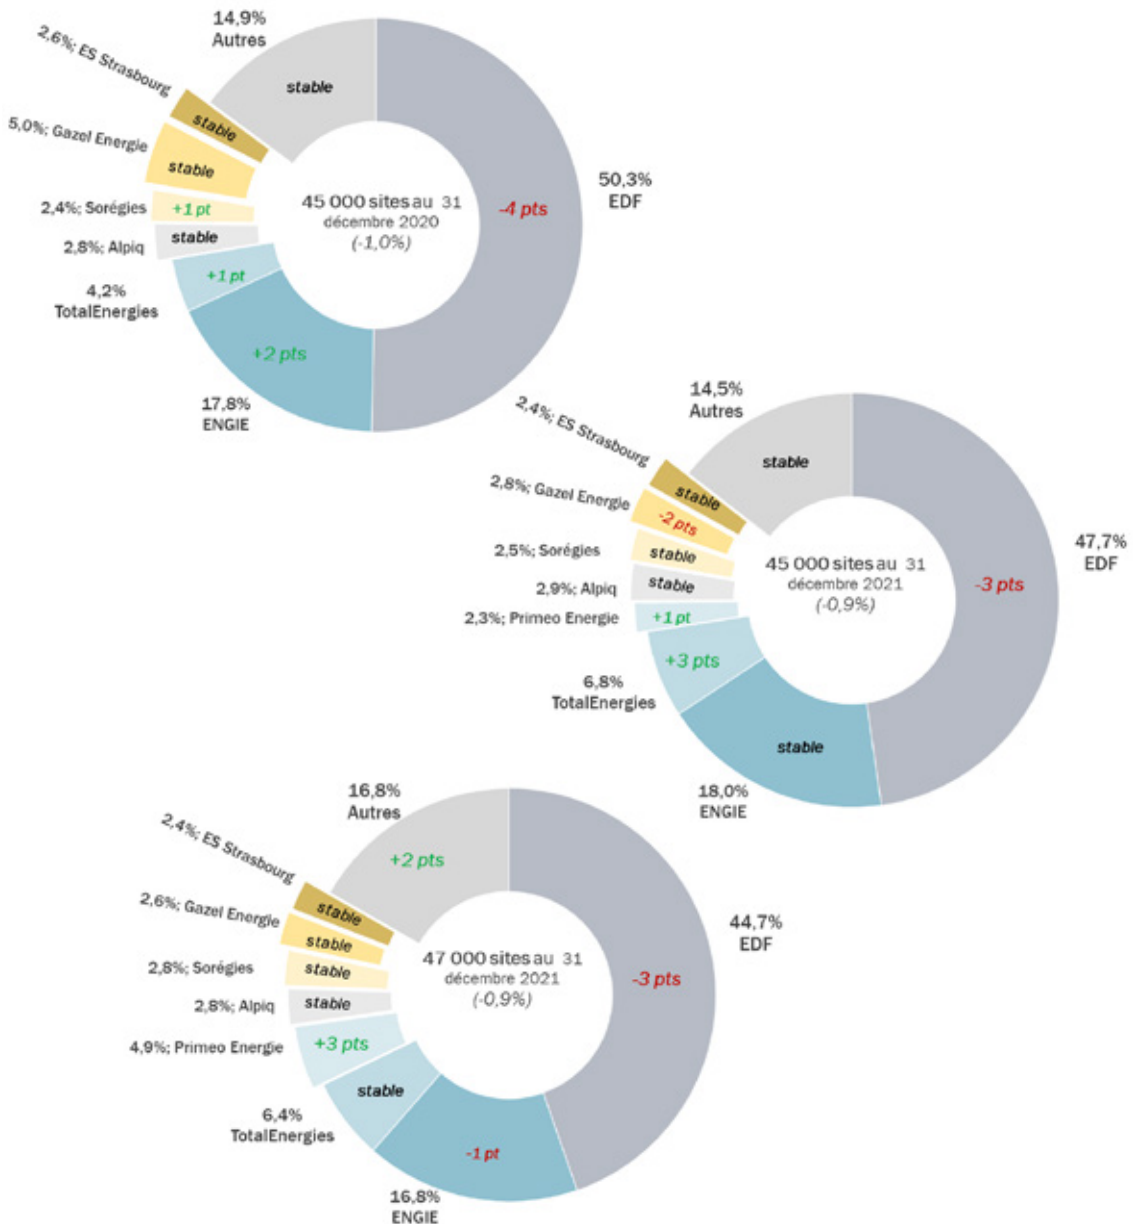 14,9%
Autres
2,6%; ES Strasbourg
stable
stable
5,0%; Gazel Energie
stable
50,3%
EDF
45 000 sites au 31
décembre 2020
(-1,0%)
-4 pts
2,4%; Sorégies
+1 pt
2,8%; Alpiq
stable
4,2%
TotalEnergies
+1 pt
+2 pts
17,8%
ENGIE
14,5%
Autres
2,4%; ES Strasbourg
stable
stable
2,8%; Gazel Energie
-2 pts
47,7%
EDF
2,5%; Sorégies
stable
45 000 sites au 31
décembre 2021
(-0,9%)
-3 pts
2,9%; Alpiq
stable
2,3%; Primeo Energie
+1 pt
+3 pts
6,8%
TotalEnergies
stable
18,0%
ENGIE
16,8%
Autres
+2 pts
2,4%; ES Strasbourg
stable
2,6%; Gazel Energie
stable
44,7%
EDF
2,8%; Sorégies
stable
47 000 sites au 31
décembre 2021
(-0,9%)
-3 pts
2,8%; Alpiq
stable
4,9%; Primeo Energie
+3 pts
stable
6,4%
TotalEnergies
-1 pt
16,8%
ENGIE